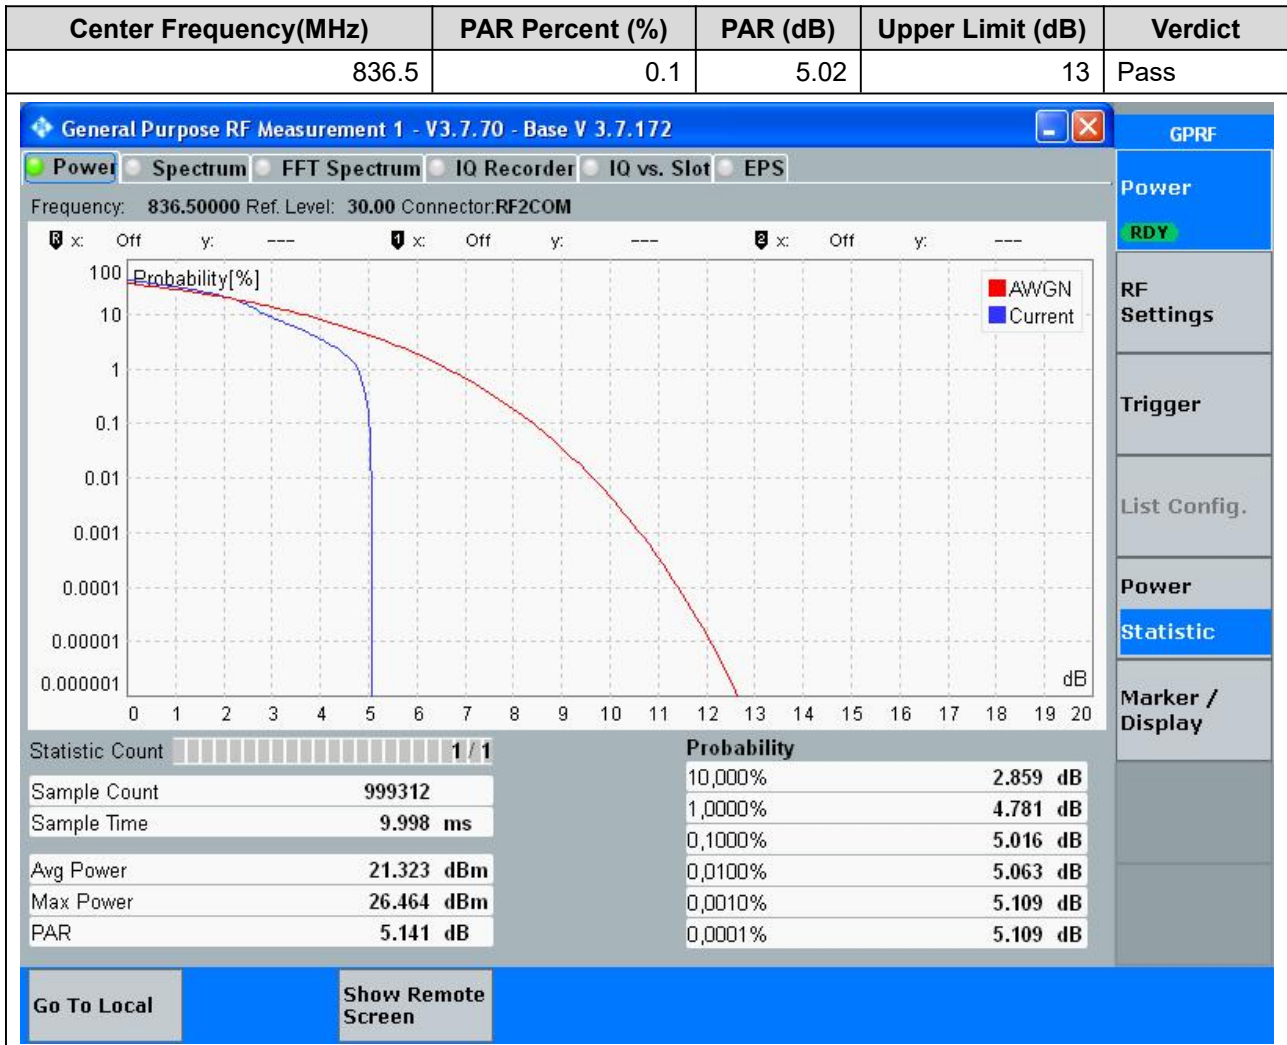 Center Frequency(MHz) PAR Percent (%) PAR (dB) Upper Limit (dB) Verdict
836.5 0.1 5.02 13 Pass
General Purpose RF Measurement 1 - V3.7.70 - Base V 3.7.172
GPRF
Power Spectrum FFT Spectrum IQ Recorder IQ vs. Slot EPS
Frequency: 836.50000 Ref. Level: 30.00 Connector:RF2COM
R x: Off y: --- 1 x: Off y: --- 2 x: Off y: ---
Probability[%]
AWGN
Current
100
10
1
0.1
0.01
0.001
0.0001
0.00001
0.000001
dB
0 1 2 3 4 5 6 7 8 9 10 11 12 13 14 15 16 17 18 19 20
Statistic Count 1 / 1
Sample Count 999312
Sample Time 9.998 ms
Avg Power 21.323 dBm
Max Power 26.464 dBm
PAR 5.141 dB
Probability
10,000% 2.859 dB
1,0000% 4.781 dB
0,1000% 5.016 dB
0,0100% 5.063 dB
0,0010% 5.109 dB
0,0001% 5.109 dB
Power
RDY
RF
Settings
Trigger
List Config.
Power
Statistic
Marker /
Display
Go To Local
Show Remote
Screen